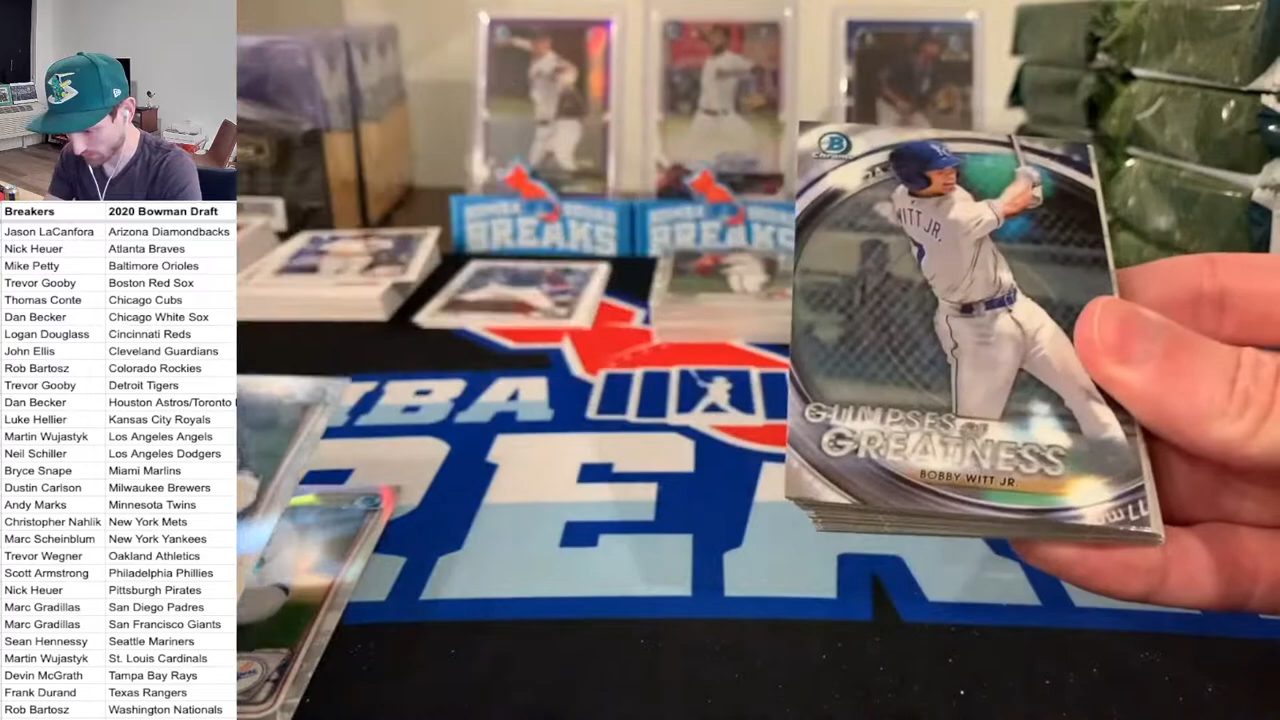 Breakers 2020 Bowman Draft
Jason LaCanfora Arizona Diamondbacks
Nick Heuer Atlanta Braves
Mike Petty Baltimore Orioles
Trevor Gooby Boston Red Sox
Thomas Conte Chicago Cubs
Dan Becker Chicago White Sox
Logan Douglass Cincinnati Reds
John Ellis Cleveland Guardians
Rob Bartosz Colorado Rockies
Trevor Gooby Detroit Tigers
Dan Becker Houston Astros/Toronto
Luke Hellier Kansas City Royals
Martin Wujastyk Los Angeles Angels
Neil Schiller Los Angeles Dodgers
Bryce Snape Miami Marlins
Dustin Carlson Milwaukee Brewers
Andy Marks Minnesota Twins
Christopher Nahlik New York Mets
Marc Scheinblum New York Yankees
Trevor Wegner Oakland Athletics
Scott Armstrong Philadelphia Phillies
Nick Heuer Pittsburgh Pirates
Marc Gradillas San Diego Padres
Marc Gradillas San Francisco Giants
Sean Hennessy Seattle Mariners
Martin Wujastyk St. Louis Cardinals
Devin McGrath Tampa Bay Rays
Frank Durand Texas Rangers
Rob Bartosz Washington Nationals
BREAKS
BREAKS
B
Chrome
WITT JR.
7
GLIMPSES OF
GREATNESS
BOBBY WITT JR.